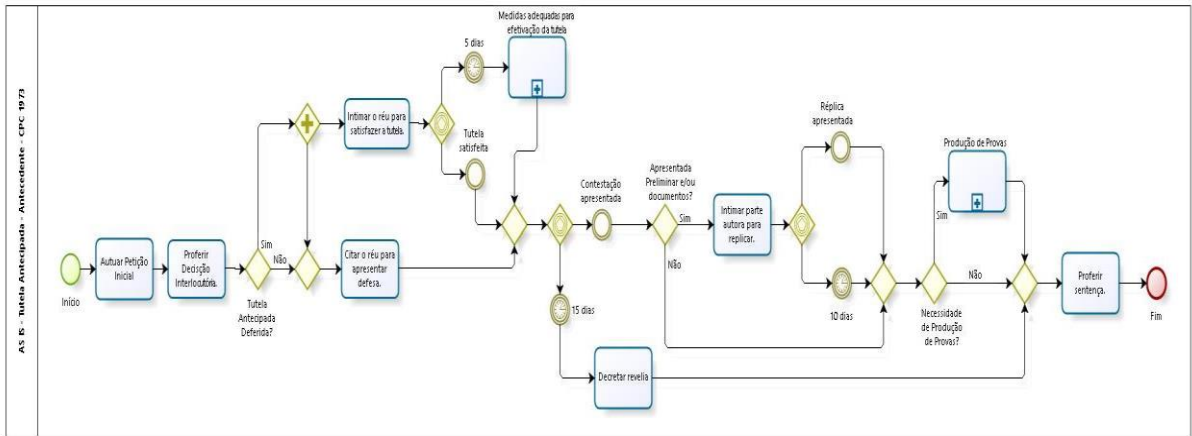 AS IS - Tutela Antecipada - Antecedente - CPC 1973
Início
Autuar Petição
Inicial
Proferir
Decisção
Interlocutória.
Sim
Não
Tutela
Antecipada
Deferida?
Intimar o réu para
satisfazer a tutela.
Citar o réu para
apresentar
defesa.
5 dias
Medidas adequadas para
efetivação da tutela
Tutela
satisfeita
Contestação
apresentada
15 dias
Decretar revelia
Apresentada
Preliminar e/ou
documentos?
Sim
Não
Intimar parte
autora para
replicar.
Réplica
apresentada
10 dias
Necessidade
de Produção
de Provas?
Sim
Não
Produção de Provas
Proferir
sentença.
Fim